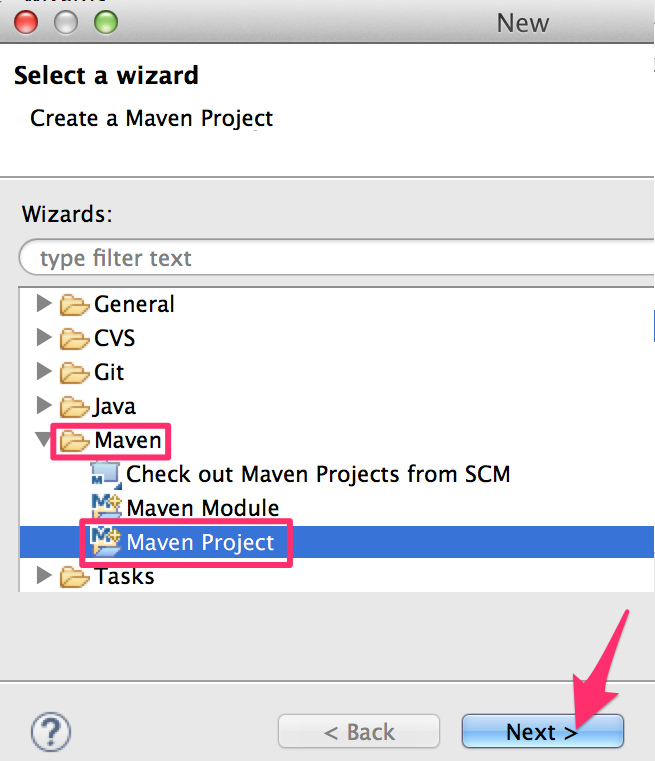 New
Select a wizard
Create a Maven Project
Wizards:
type filter text
General
CVS
Git
Java
Maven
Check out Maven Projects from SCM
Maven Module
Maven Project
Tasks
?
< Back
Next >